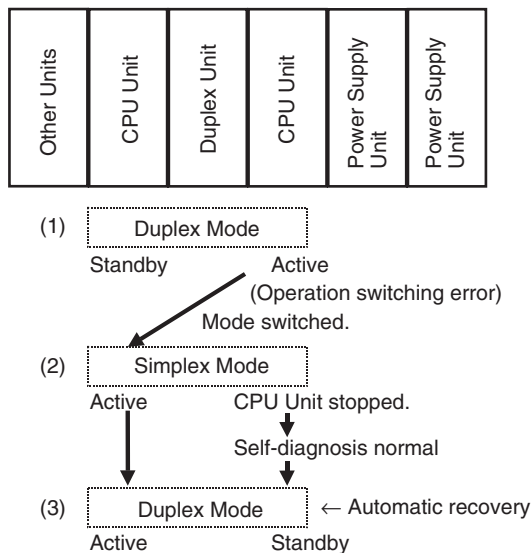 Other Units
CPU Unit
Duplex Unit
CPU Unit
Power Supply
Unit
Power Supply
Unit
(1) Duplex Mode
Standby Active
(Operation switching error)
Mode switched.
(2) Simplex Mode
Active CPU Unit stopped.
Self-diagnosis normal
(3) Duplex Mode ← Automatic recovery
Active Standby